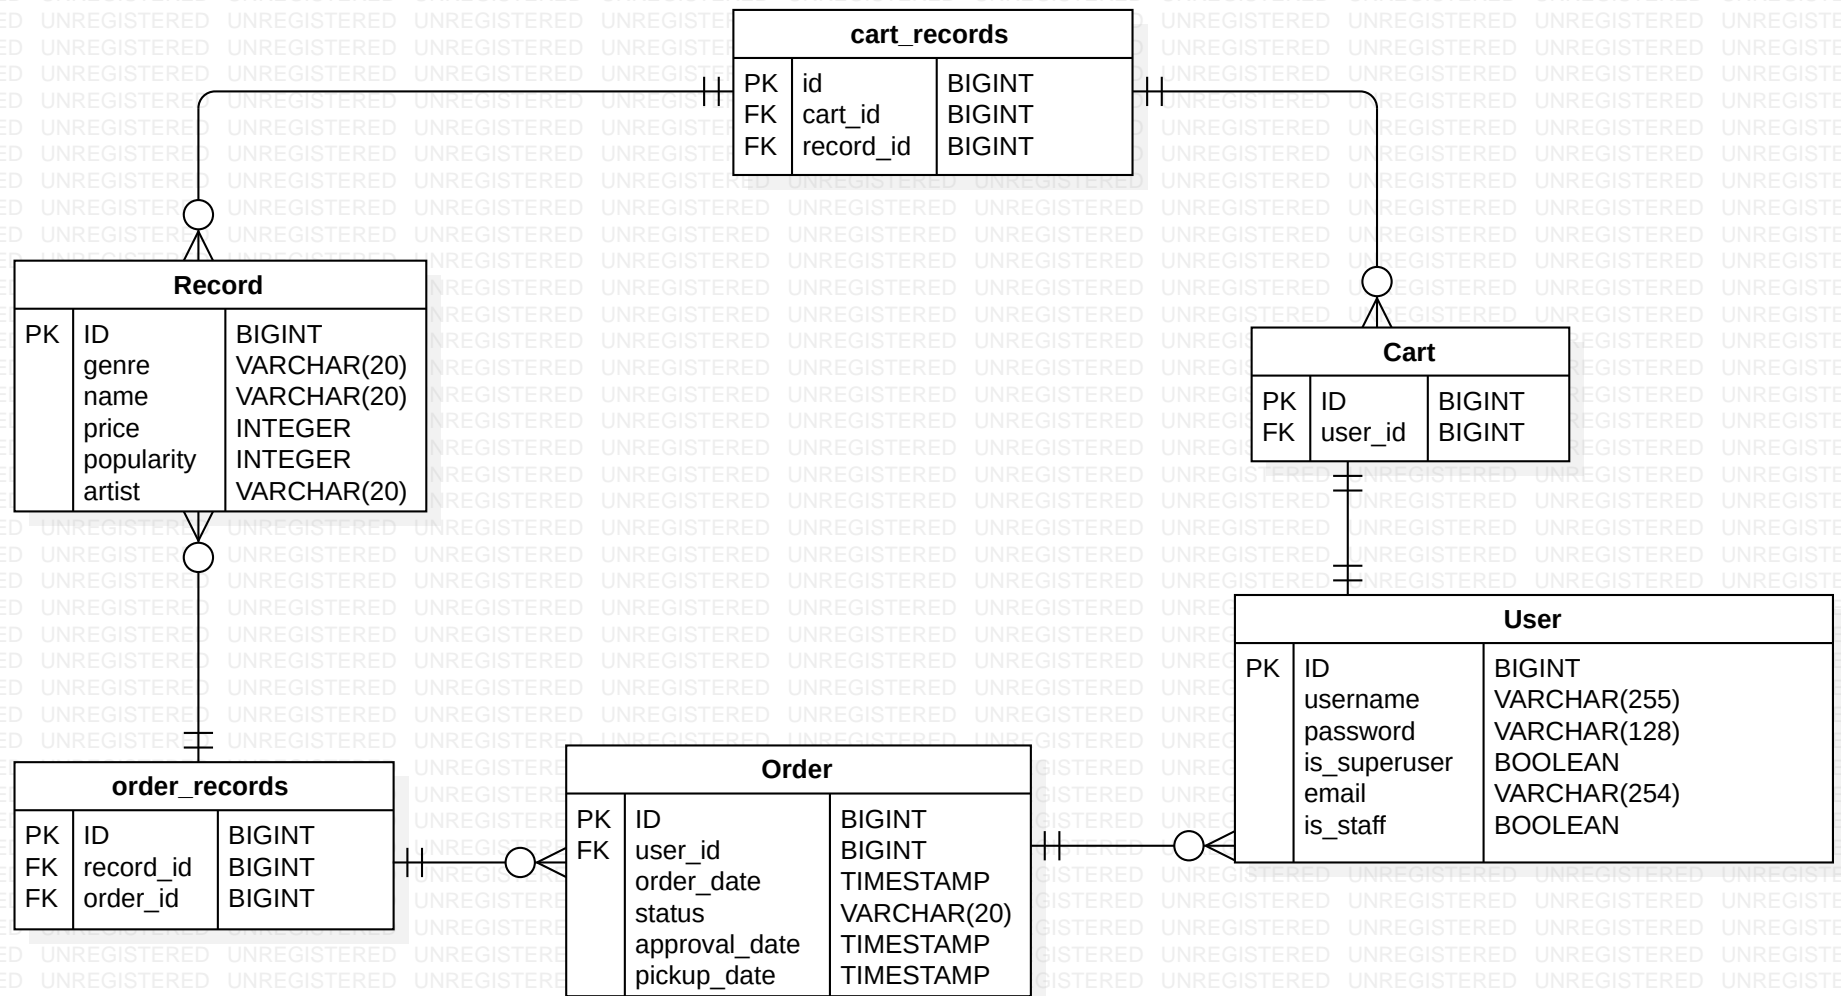 cart_records
PK id BIGINT
FK cart_id BIGINT
FK record_id BIGINT
Record
PK ID BIGINT
genre VARCHAR(20)
name VARCHAR(20)
price INTEGER
popularity INTEGER
artist VARCHAR(20)
Cart
PK ID BIGINT
FK user_id BIGINT
User
PK ID BIGINT
username VARCHAR(255)
password VARCHAR(128)
is_superuser BOOLEAN
email VARCHAR(254)
is_staff BOOLEAN
order_records
PK ID BIGINT
FK record_id BIGINT
FK order_id BIGINT
Order
PK ID BIGINT
FK user_id BIGINT
order_date TIMESTAMP
status VARCHAR(20)
approval_date TIMESTAMP
pickup_date TIMESTAMP
UNREGISTERED